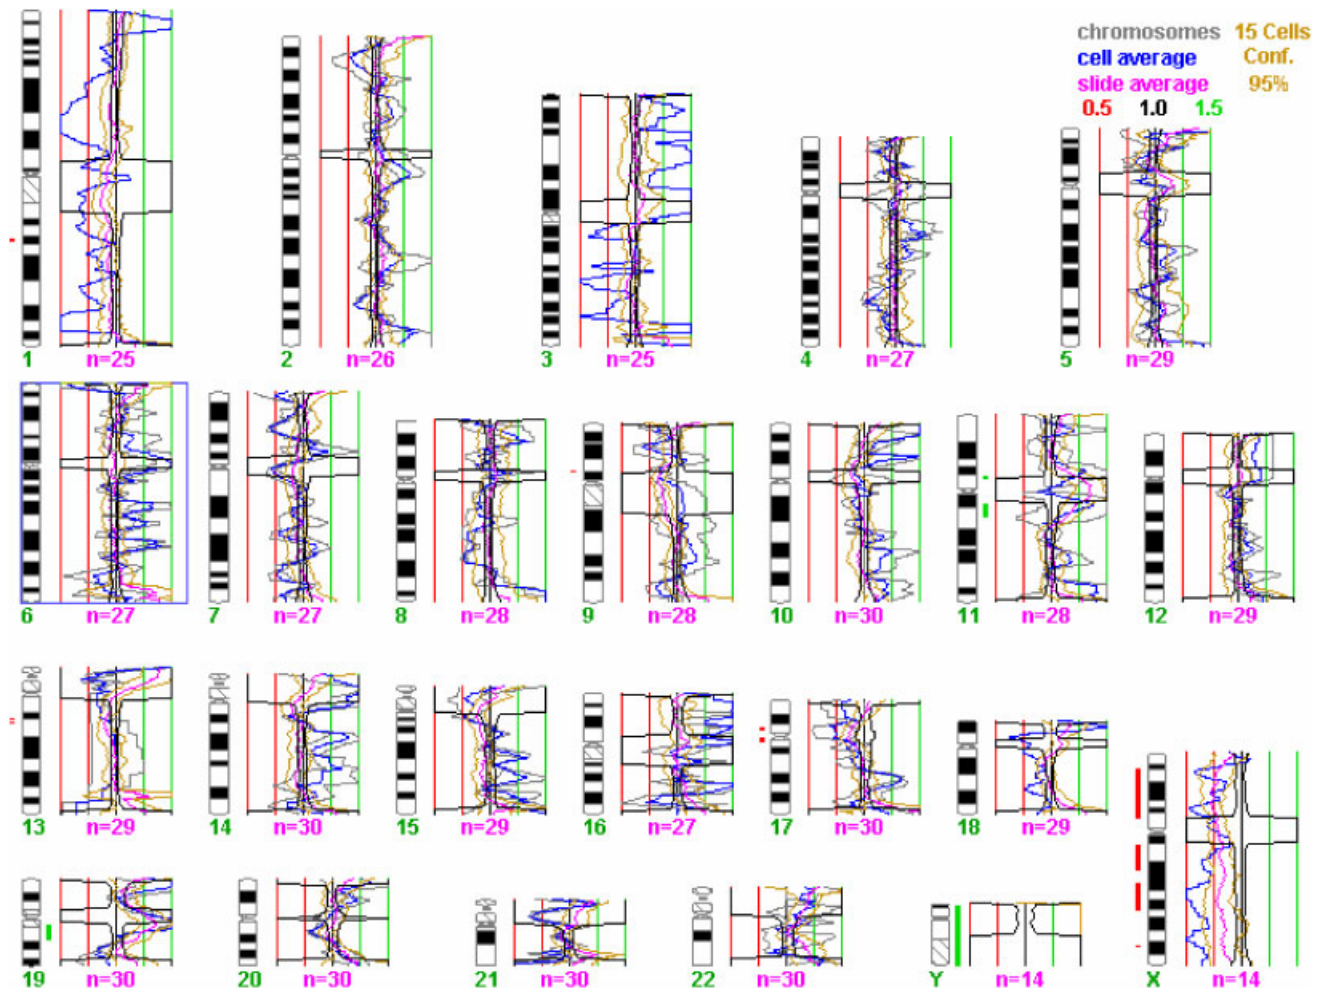 chromosomes 15 Cells
cell average Conf.
slide average 95%
0.5 1.0 1.5
1 n=25
2 n=26
3 n=25
4 n=27
5 n=29
6 n=27
7 n=27
8 n=28
9 n=28
10 n=30
11 n=28
12 n=29
13 n=29
14 n=30
15 n=29
16 n=27
17 n=30
18 n=29
19 n=30
20 n=30
21 n=30
22 n=30
Y n=14
X n=14